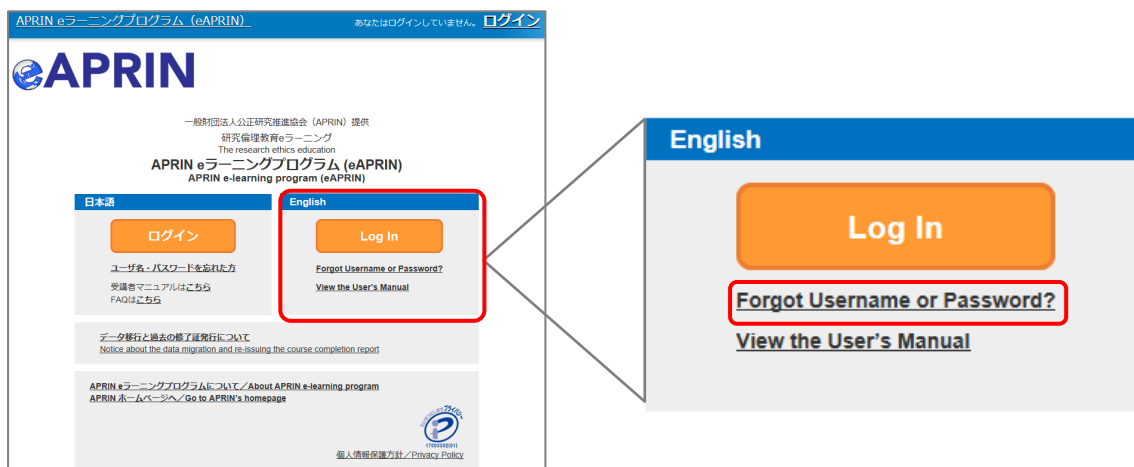 APRIN eラーニングプログラム（eAPRIN）
あなたはログインしていません。 ログイン
eAPRIN
一般財団法人公正研究推進協会（APRIN）提供
研究倫理教育eラーニング
The research ethics education
APRIN eラーニングプログラム (eAPRIN)
APRIN e-learning program (eAPRIN)
日本語
ログイン
ユーザ名・パスワードを忘れた方
受講者マニュアルはこちら
FAQはこちら
English
Log In
Forgot Username or Password?
View the User's Manual
データ移行と過去の修了証発行について
Notice about the data migration and re-issuing the course completion report
APRIN eラーニングプログラムについて／About APRIN e-learning program
APRIN ホームページへ／Go to APRIN's homepage
17003392(01)
個人情報保護方針／Privacy Policy
English
Log In
Forgot Username or Password?
View the User's Manual